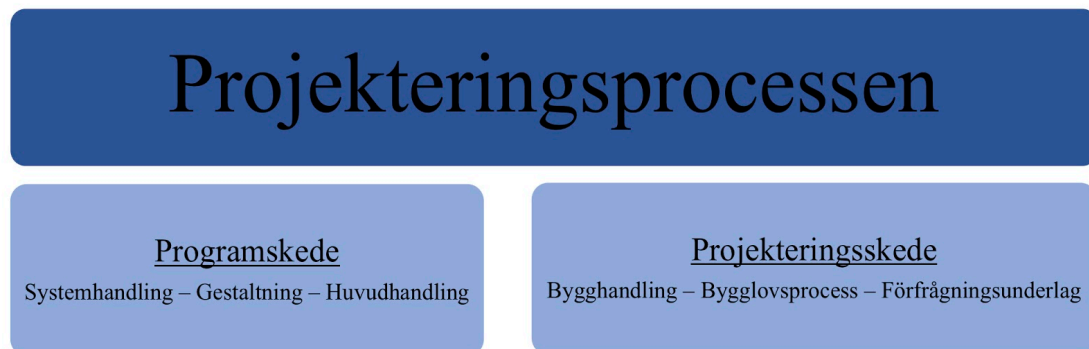 Projekteringsprocessen
Programskede
Systemhandling – Gestaltning – Huvudhandling
Projekteringsskede
Bygghandling – Bygglovsprocess – Förfrågningsunderlag